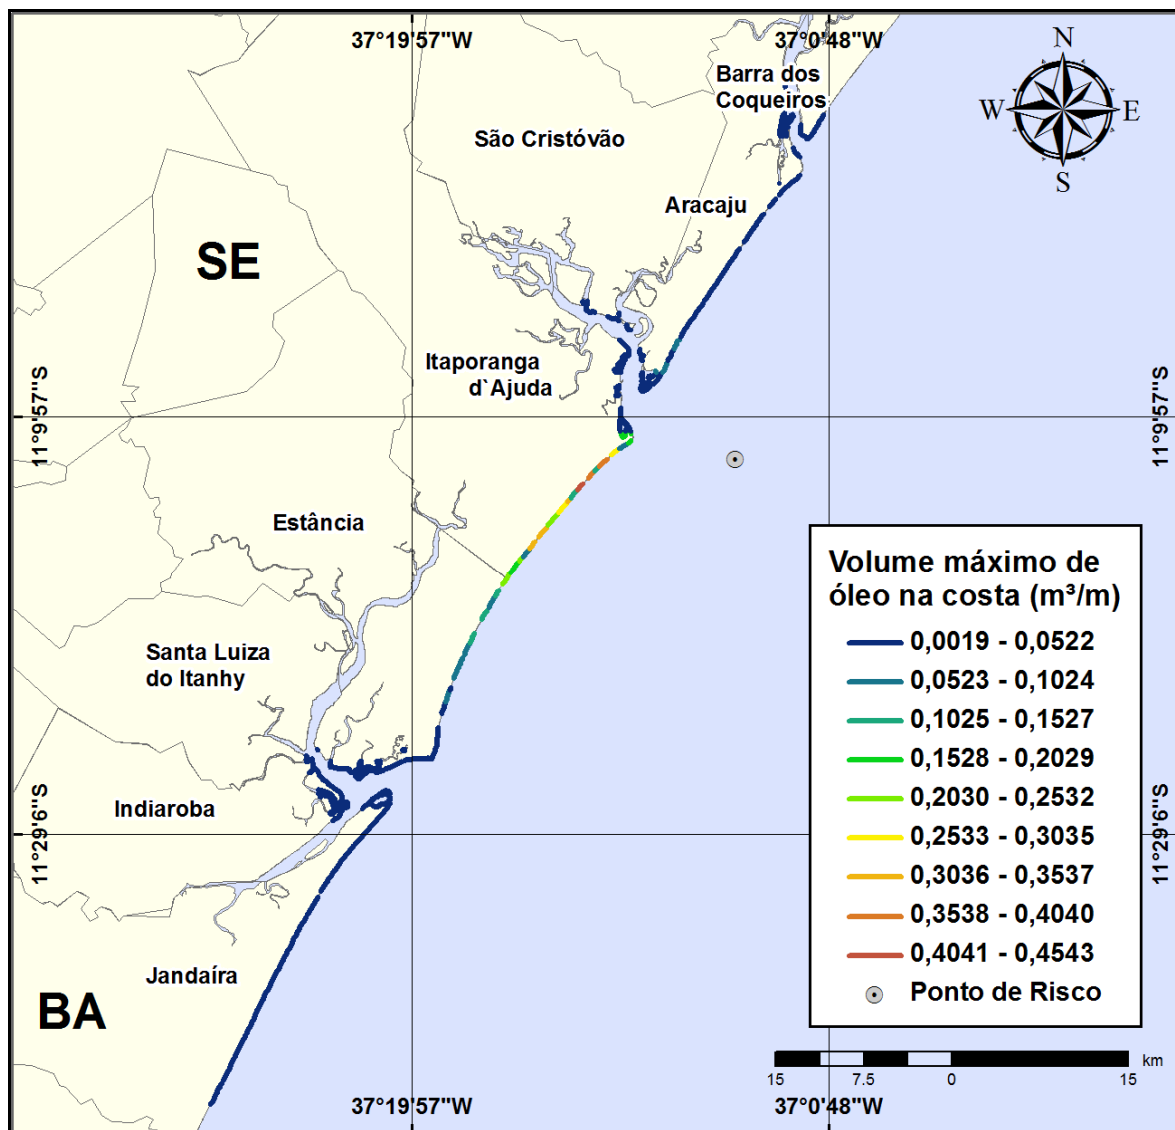 37°19'57"W
37°0'48"W
Barra dos
Coqueiros
N
W
E
S
São Cristóvão
Aracaju
SE
Itaporanga
d`Ajuda
11°9'57"S
11°9'57"S
Estância
Volume máximo de
óleo na costa (m³/m)
0,0019 - 0,0522
0,0523 - 0,1024
0,1025 - 0,1527
0,1528 - 0,2029
0,2030 - 0,2532
0,2533 - 0,3035
0,3036 - 0,3537
0,3538 - 0,4040
0,4041 - 0,4543
Ponto de Risco
Santa Luiza
do Itanhy
Indiaroba
11°29'6"S
11°29'6"S
Jandaíra
BA
15 7.5 0 15 km
37°19'57"W
37°0'48"W